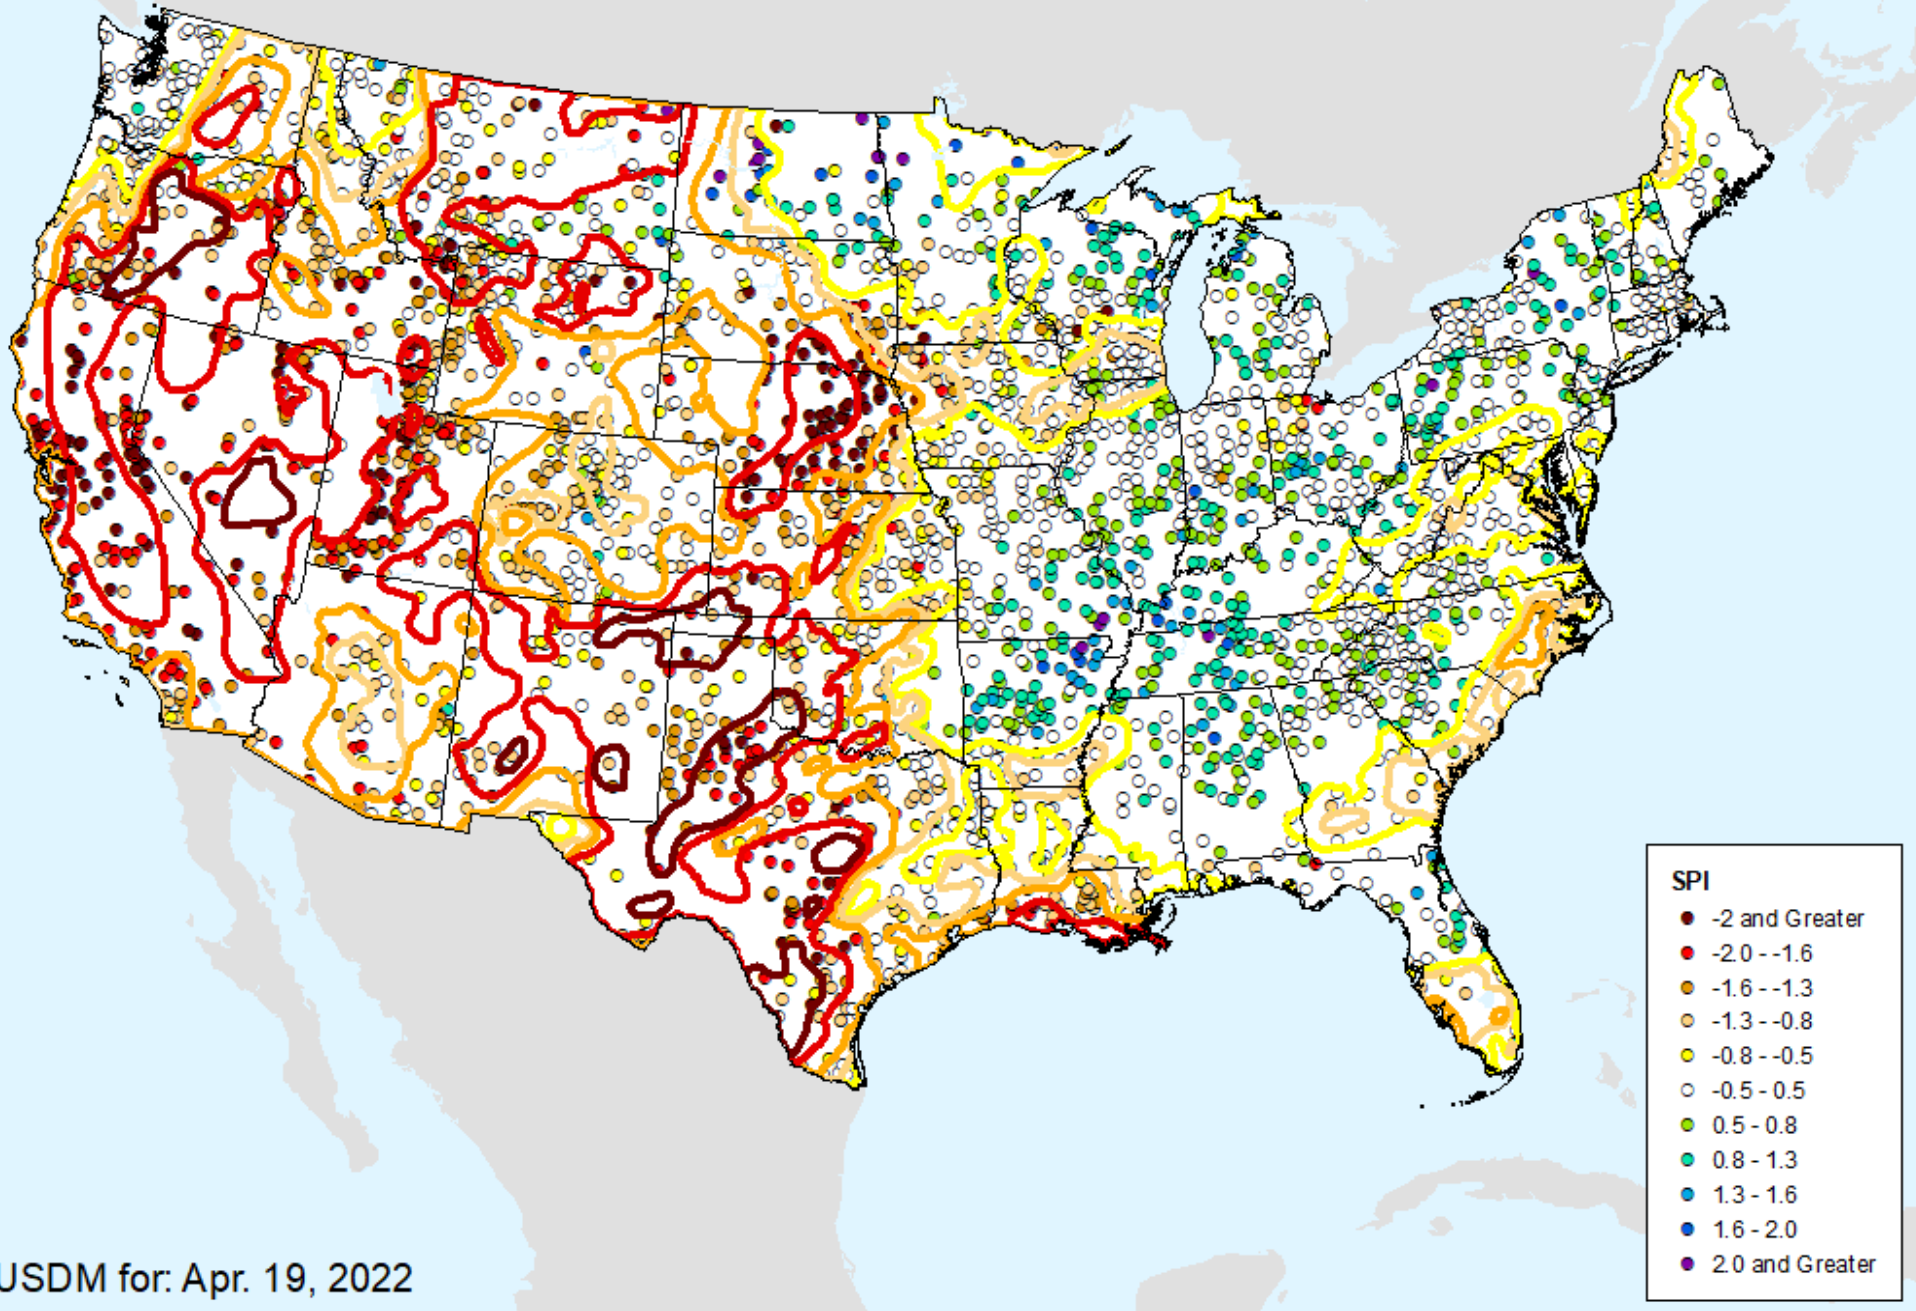 SPI
-2 and Greater
-2.0 - -1.6
-1.6 - -1.3
-1.3 - -0.8
-0.8 - -0.5
-0.5 - 0.5
0.5 - 0.8
0.8 - 1.3
1.3 - 1.6
1.6 - 2.0
2.0 and Greater
USDM for: Apr. 19, 2022